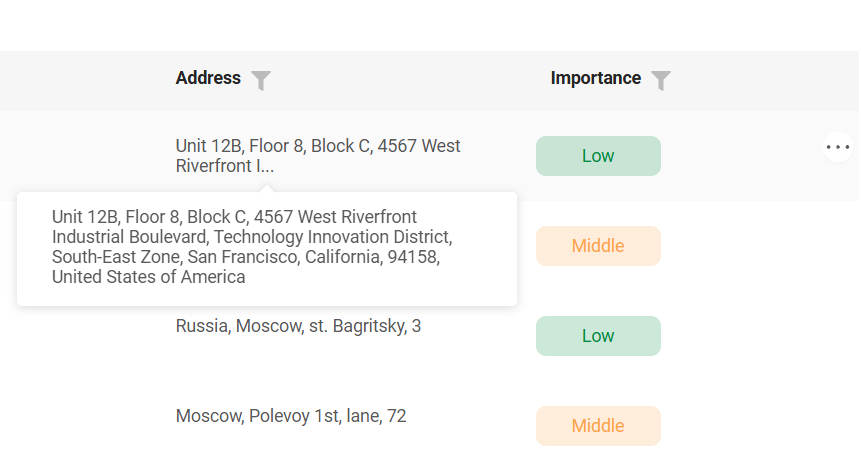 Address
Importance
Unit 12B, Floor 8, Block C, 4567 West
Riverfront I...
Low
Unit 12B, Floor 8, Block C, 4567 West Riverfront
Industrial Boulevard, Technology Innovation District,
South-East Zone, San Francisco, California, 94158,
United States of America
Middle
Russia, Moscow, st. Bagritsky, 3
Low
Moscow, Polevoy 1st, lane, 72
Middle